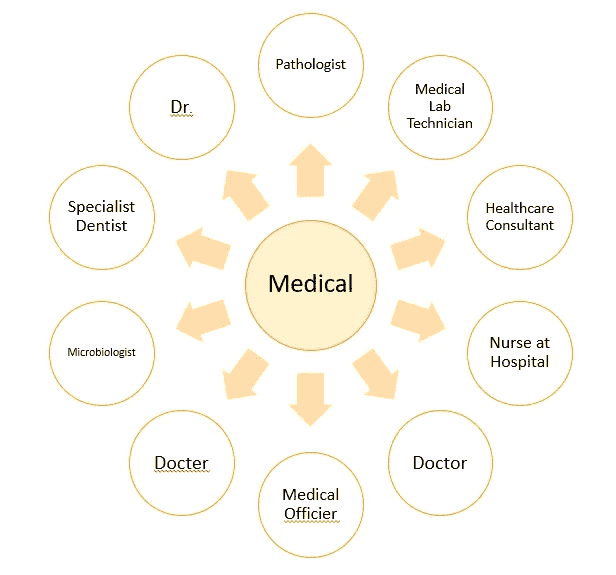 Pathologist
Medical
Lab
Technician
Healthcare
Consultant
Nurse at
Hospital
Doctor
Medical
Officier
Docter
Microbiologist
Specialist
Dentist
Dr.
Medical